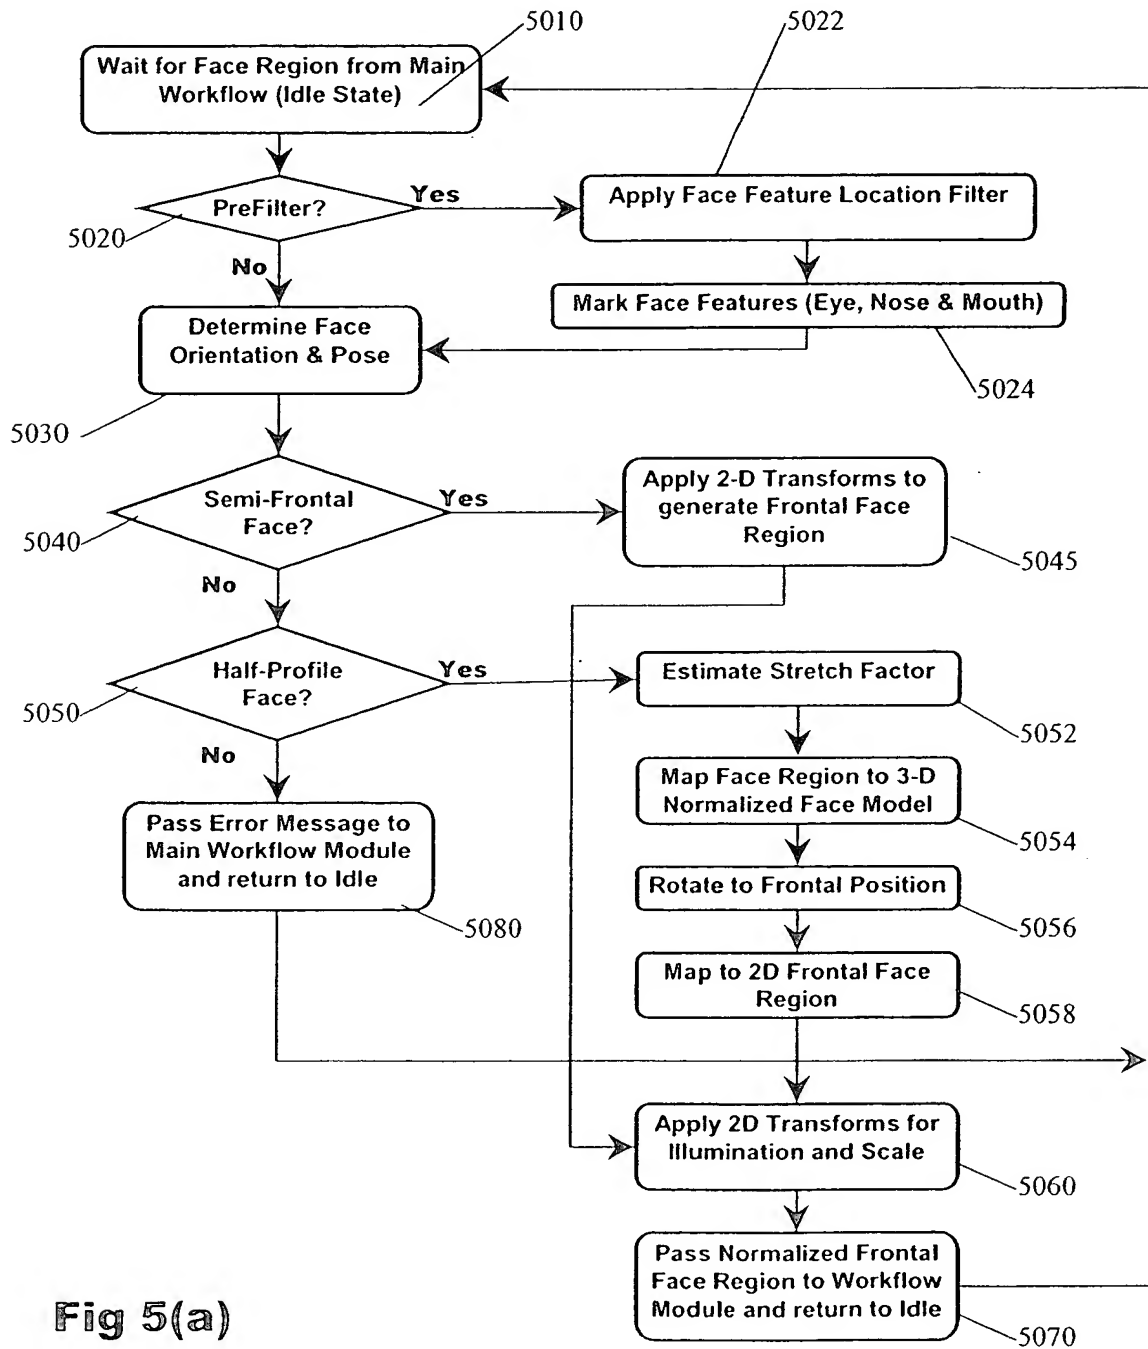 5010
5022
Wait for Face Region from Main
Workflow (Idle State)
PreFilter?
Yes
Apply Face Feature Location Filter
5020
No
Mark Face Features (Eye, Nose & Mouth)
Determine Face
Orientation & Pose
5024
5030
Semi-Frontal
Face?
Yes
Apply 2-D Transforms to
generate Frontal Face
Region
5040
5045
No
Half-Profile
Face?
Yes
Estimate Stretch Factor
5050
5052
No
Map Face Region to 3-D
Normalized Face Model
5054
Pass Error Message to
Main Workflow Module
and return to Idle
5080
Rotate to Frontal Position
5056
Map to 2D Frontal Face
Region
5058
Apply 2D Transforms for
Illumination and Scale
5060
Pass Normalized Frontal
Face Region to Workflow
Module and return to Idle
5070
Fig 5(a)